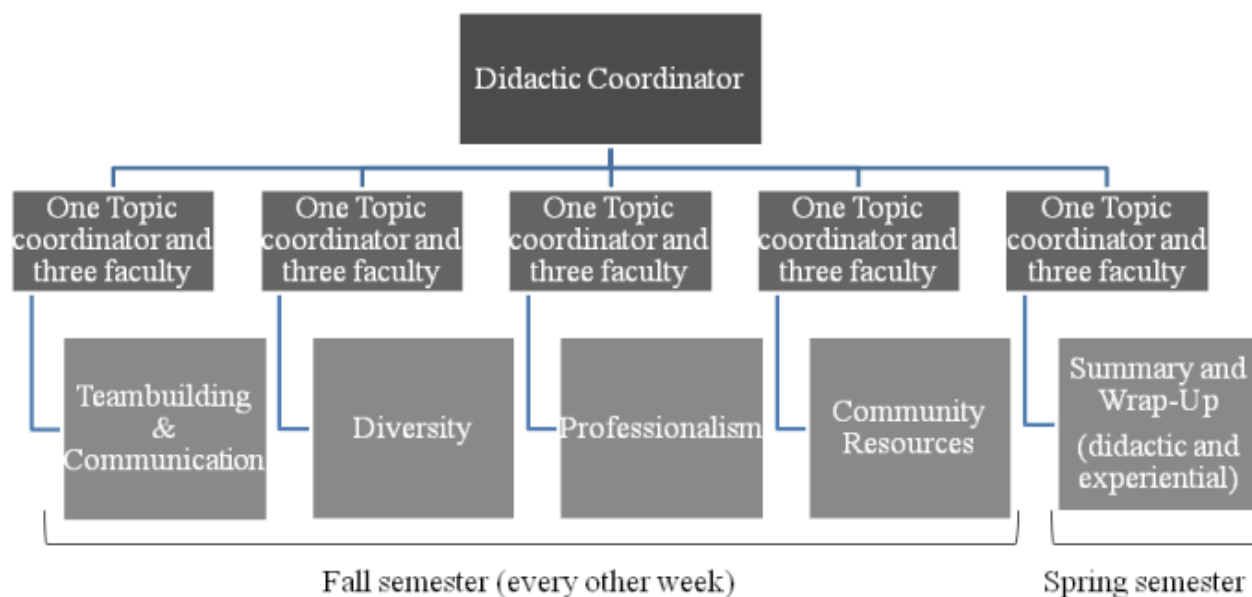 Didactic Coordinator
One Topic
coordinator and
three faculty
One Topic
coordinator and
three faculty
One Topic
coordinator and
three faculty
One Topic
coordinator and
three faculty
One Topic
coordinator and
three faculty
Teambuilding
&
Communication
Diversity
Professionalism
Community
Resources
Summary and
Wrap-Up
(didactic and
experiential)
Fall semester (every other week)
Spring semester